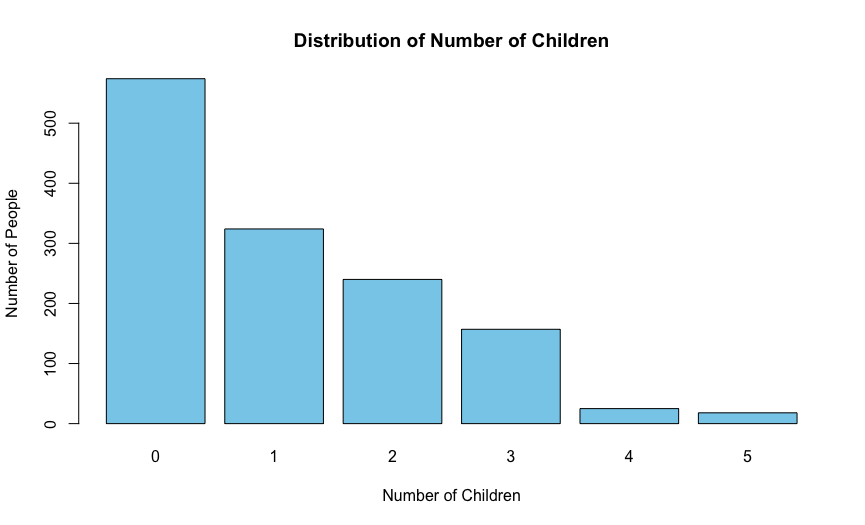 Distribution of Number of Children
Number of People
500
400
300
200
100
0
0 1 2 3 4 5
Number of Children